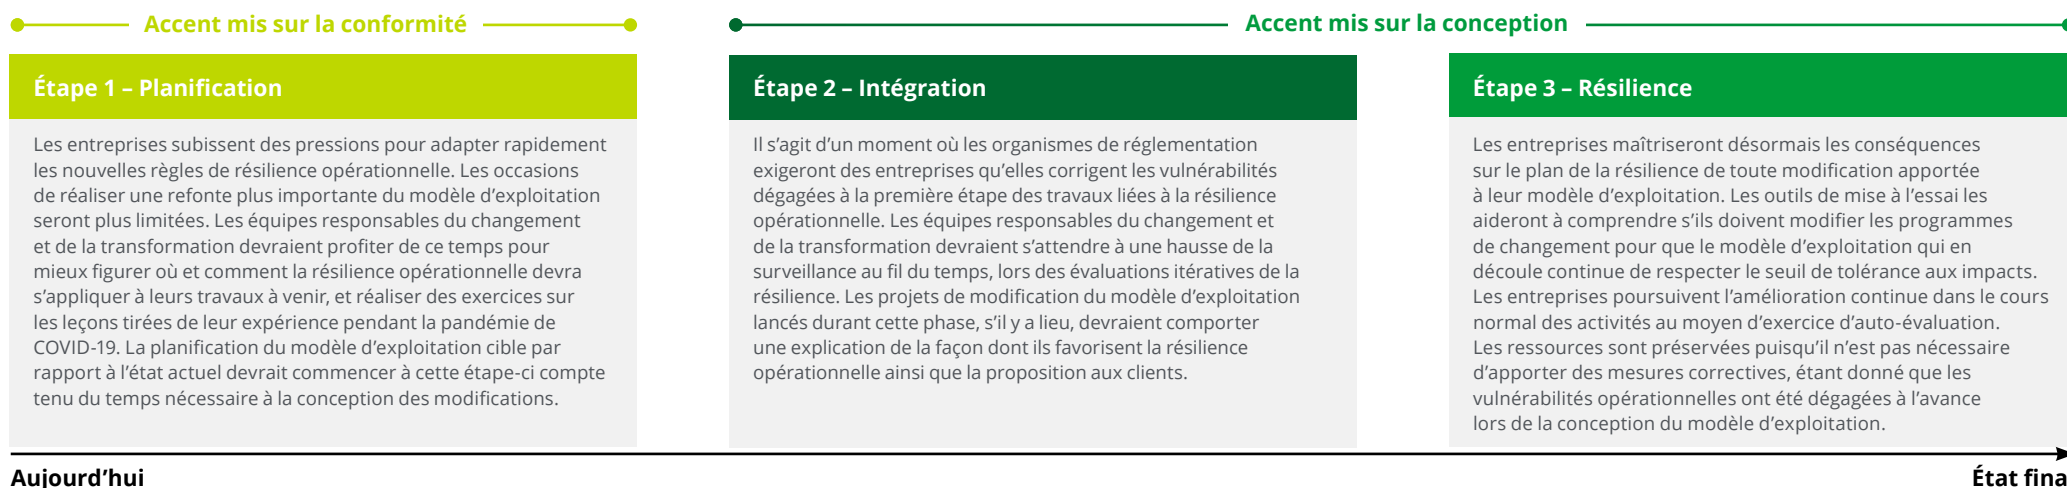 Accent mis sur la conformité
Accent mis sur la conception
Étape 1 – Planification
Les entreprises subissent des pressions pour adapter rapidement
les nouvelles règles de résilience opérationnelle. Les occasions
de réaliser une refonte plus importante du modèle d’exploitation
seront plus limitées. Les équipes responsables du changement
et de la transformation devraient profiter de ce temps pour
mieux figurer où et comment la résilience opérationnelle devra
s’appliquer à leurs travaux à venir, et réaliser des exercices sur
les leçons tirées de leur expérience pendant la pandémie de
COVID-19. La planification du modèle d’exploitation cible par
rapport à l’état actuel devrait commencer à cette étape-ci compte
tenu du temps nécessaire à la conception des modifications.
Étape 2 – Intégration
Il s’agit d’un moment où les organismes de réglementation
exigeront des entreprises qu’elles corrigent les vulnérabilités
dégagées à la première étape des travaux liées à la résilience
opérationnelle. Les équipes responsables du changement et
de la transformation devraient s’attendre à une hausse de la
surveillance au fil du temps, lors des évaluations itératives de la
résilience. Les projets de modification du modèle d’exploitation
lancés durant cette phase, s’il y a lieu, devraient comporter
une explication de la façon dont ils favorisent la résilience
opérationnelle ainsi que la proposition aux clients.
Étape 3 – Résilience
Les entreprises maîtriseront désormais les conséquences
sur le plan de la résilience de toute modification apportée
à leur modèle d’exploitation. Les outils de mise à l’essai les
aideront à comprendre s’ils doivent modifier les programmes
de changement pour que le modèle d’exploitation qui en
découle continue de respecter le seuil de tolérance aux impacts.
Les entreprises poursuivent l’amélioration continue dans le cours
normal des activités au moyen d’exercice d’auto-évaluation.
Les ressources sont préservées puisqu’il n’est pas nécessaire
d’apporter des mesures correctives, étant donné que les
vulnérabilités opérationnelles ont été dégagées à l’avance
lors de la conception du modèle d’exploitation.
Aujourd’hui
État fina